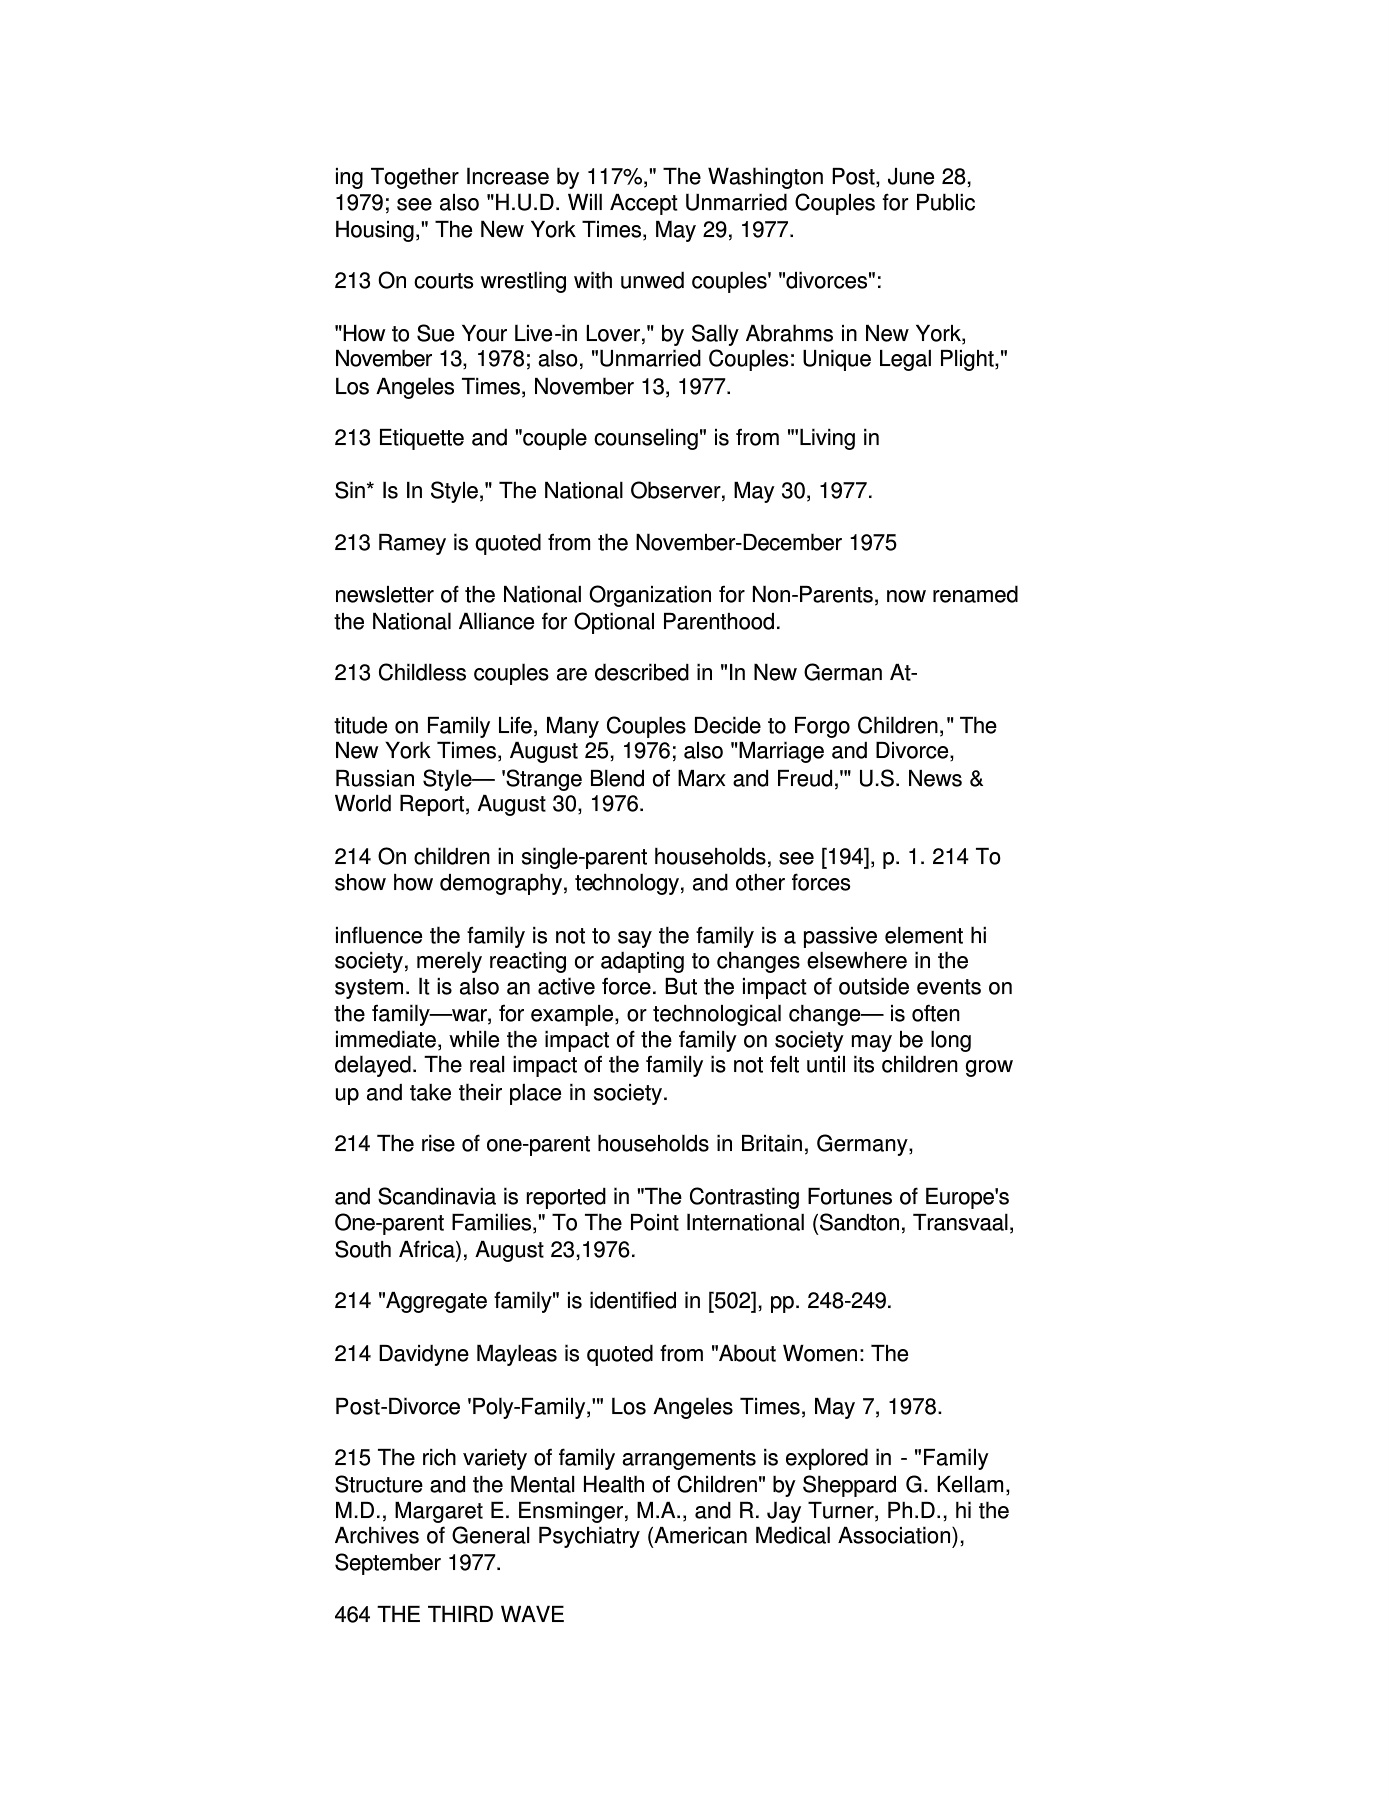 ing Together Increase by 117%," The Washington Post, June 28,
1979; see also "H.U.D. Will Accept Unmarried Couples for Public
Housing," The New York Times, May 29, 1977.
213 On courts wrestling with unwed couples' "divorces":
"How to Sue Your Live-in Lover," by Sally Abrahms in New York,
November 13, 1978; also, "Unmarried Couples: Unique Legal Plight,"
Los Angeles Times, November 13, 1977.
213 Etiquette and "couple counseling" is from "'Living in
Sin* Is In Style," The National Observer, May 30, 1977.
213 Ramey is quoted from the November-December 1975
newsletter of the National Organization for Non-Parents, now renamed
the National Alliance for Optional Parenthood.
213 Childless couples are described in "In New German At-
titude on Family Life, Many Couples Decide to Forgo Children," The
New York Times, August 25, 1976; also "Marriage and Divorce,
Russian Style— 'Strange Blend of Marx and Freud,'" U.S. News &
World Report, August 30, 1976.
214 On children in single-parent households, see [194], p. 1. 214 To
show how demography, technology, and other forces
influence the family is not to say the family is a passive element hi
society, merely reacting or adapting to changes elsewhere in the
system. It is also an active force. But the impact of outside events on
the family—war, for example, or technological change— is often
immediate, while the impact of the family on society may be long
delayed. The real impact of the family is not felt until its children grow
up and take their place in society.
214 The rise of one-parent households in Britain, Germany,
and Scandinavia is reported in "The Contrasting Fortunes of Europe's
One-parent Families," To The Point International (Sandton, Transvaal,
South Africa), August 23,1976.
214 "Aggregate family" is identified in [502], pp. 248-249.
214 Davidyne Mayleas is quoted from "About Women: The
Post-Divorce 'Poly-Family,'" Los Angeles Times, May 7, 1978.
215 The rich variety of family arrangements is explored in - "Family
Structure and the Mental Health of Children" by Sheppard G. Kellam,
M.D., Margaret E. Ensminger, M.A., and R. Jay Turner, Ph.D., hi the
Archives of General Psychiatry (American Medical Association),
September 1977.
464 THE THIRD WAVE